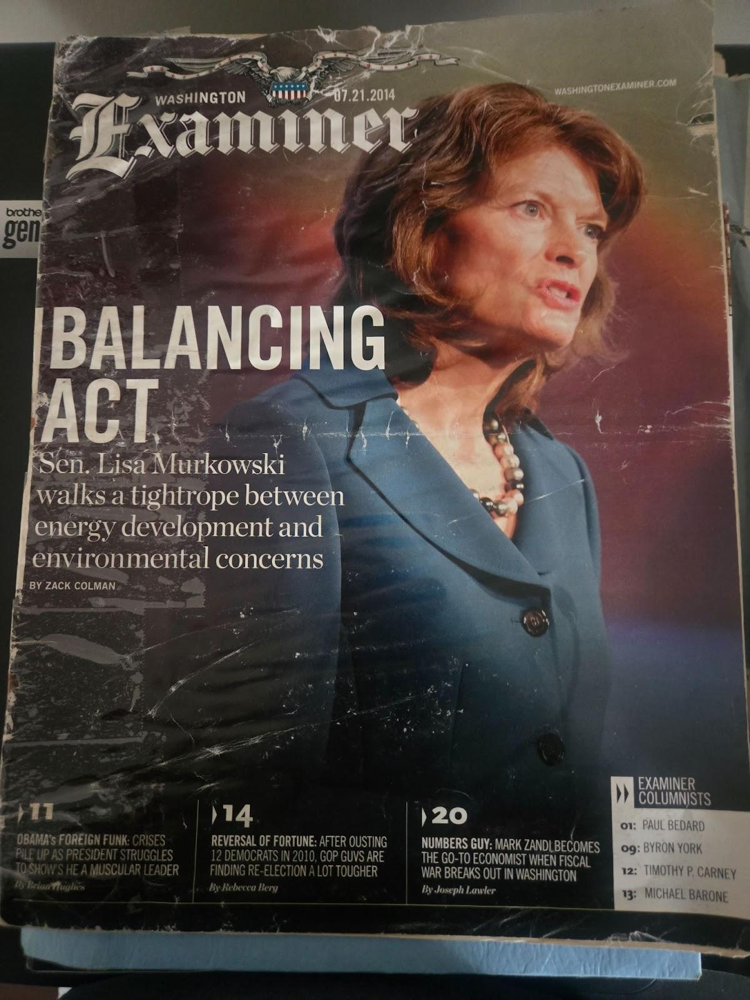 WASHINGTON
07.21.2014
WASHINGTONEXAMINER.COM
Examiner
brothe
gen
BALANCING
ACT
Sen. Lisa Murkowski
walks a tightrope between
energy development and
environmental concerns
BY ZACK COLMAN
11
OBAMA's FOREIGN FUNK: CRISES
PILE UP AS PRESIDENT STRUGGLES
TO SHOW'S HE A MUSCULAR LEADER
By Brian Hughes
14
REVERSAL OF FORTUNE: AFTER OUSTING
12 DEMOCRATS IN 2010, GOP GUVS ARE
FINDING RE-ELECTION A LOT TOUGHER
By Rebecca Berg
20
NUMBERS GUY: MARK ZANDI BECOMES
THE GO-TO ECONOMIST WHEN FISCAL
WAR BREAKS OUT IN WASHINGTON
By Joseph Lawler
EXAMINER
COLUMNISTS
01: PAUL BEDARD
09: BYRON YORK
12: TIMOTHY P. CARNEY
13: MICHAEL BARONE